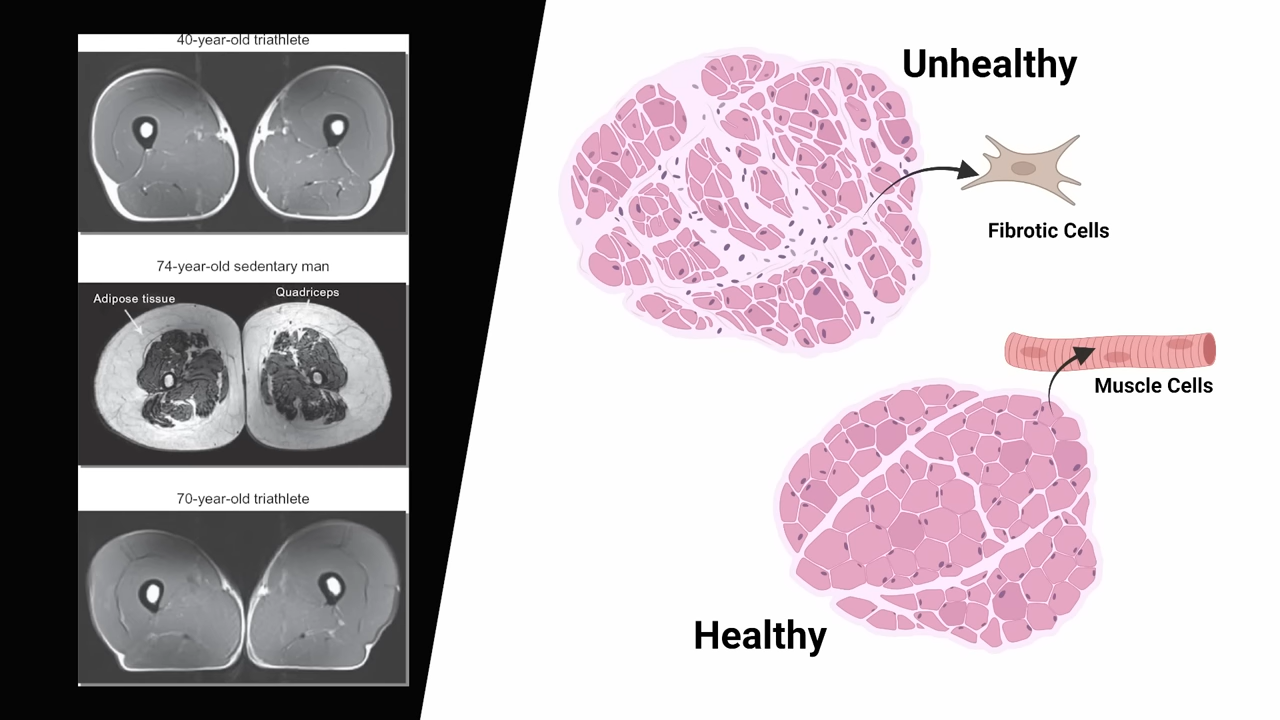 40-year-old triathlete
74-year-old sedentary man
Adipose tissue
Quadriceps
70-year-old triathlete
Unhealthy
Fibrotic Cells
Muscle Cells
Healthy